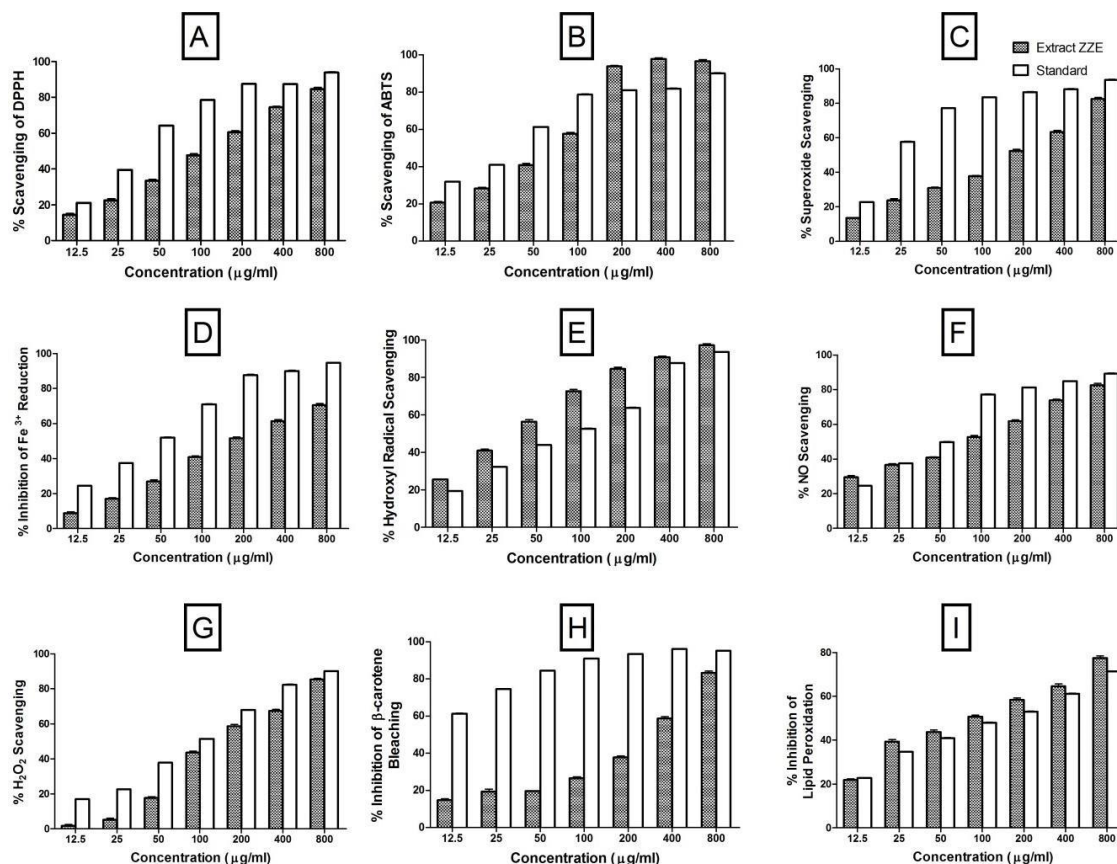 A
% Scavenging of DPPH
100
80
60
40
20
0
12.5 25 50 100 200 400 800
Concentration (μg/ml)
B
% Scavenging of ABTS
100
80
60
40
20
0
12.5 25 50 100 200 400 800
Concentration (μg/ml)
C
Extract ZZE
Standard
% Superoxide Scavenging
100
80
60
40
20
0
12.5 25 50 100 200 400 800
Concentration (μg/ml)
D
% Inhibition of Fe³⁺ Reduction
100
80
60
40
20
0
12.5 25 50 100 200 400 800
Concentration (μg/ml)
E
% Hydroxyl Radical Scavenging
100
80
60
40
20
0
12.5 25 50 100 200 400 800
Concentration (μg/ml)
F
% NO Scavenging
100
80
60
40
20
0
12.5 25 50 100 200 400 800
Concentration (μg/ml)
G
% H₂O₂ Scavenging
100
80
60
40
20
0
12.5 25 50 100 200 400 800
Concentration (μg/ml)
H
% Inhibition of β-carotene
Bleaching
100
80
60
40
20
0
12.5 25 50 100 200 400 800
Concentration (μg/ml)
I
% Inhibition of
Lipid Peroxidation
80
60
40
20
0
12.5 25 50 100 200 400 800
Concentration (μg/ml)